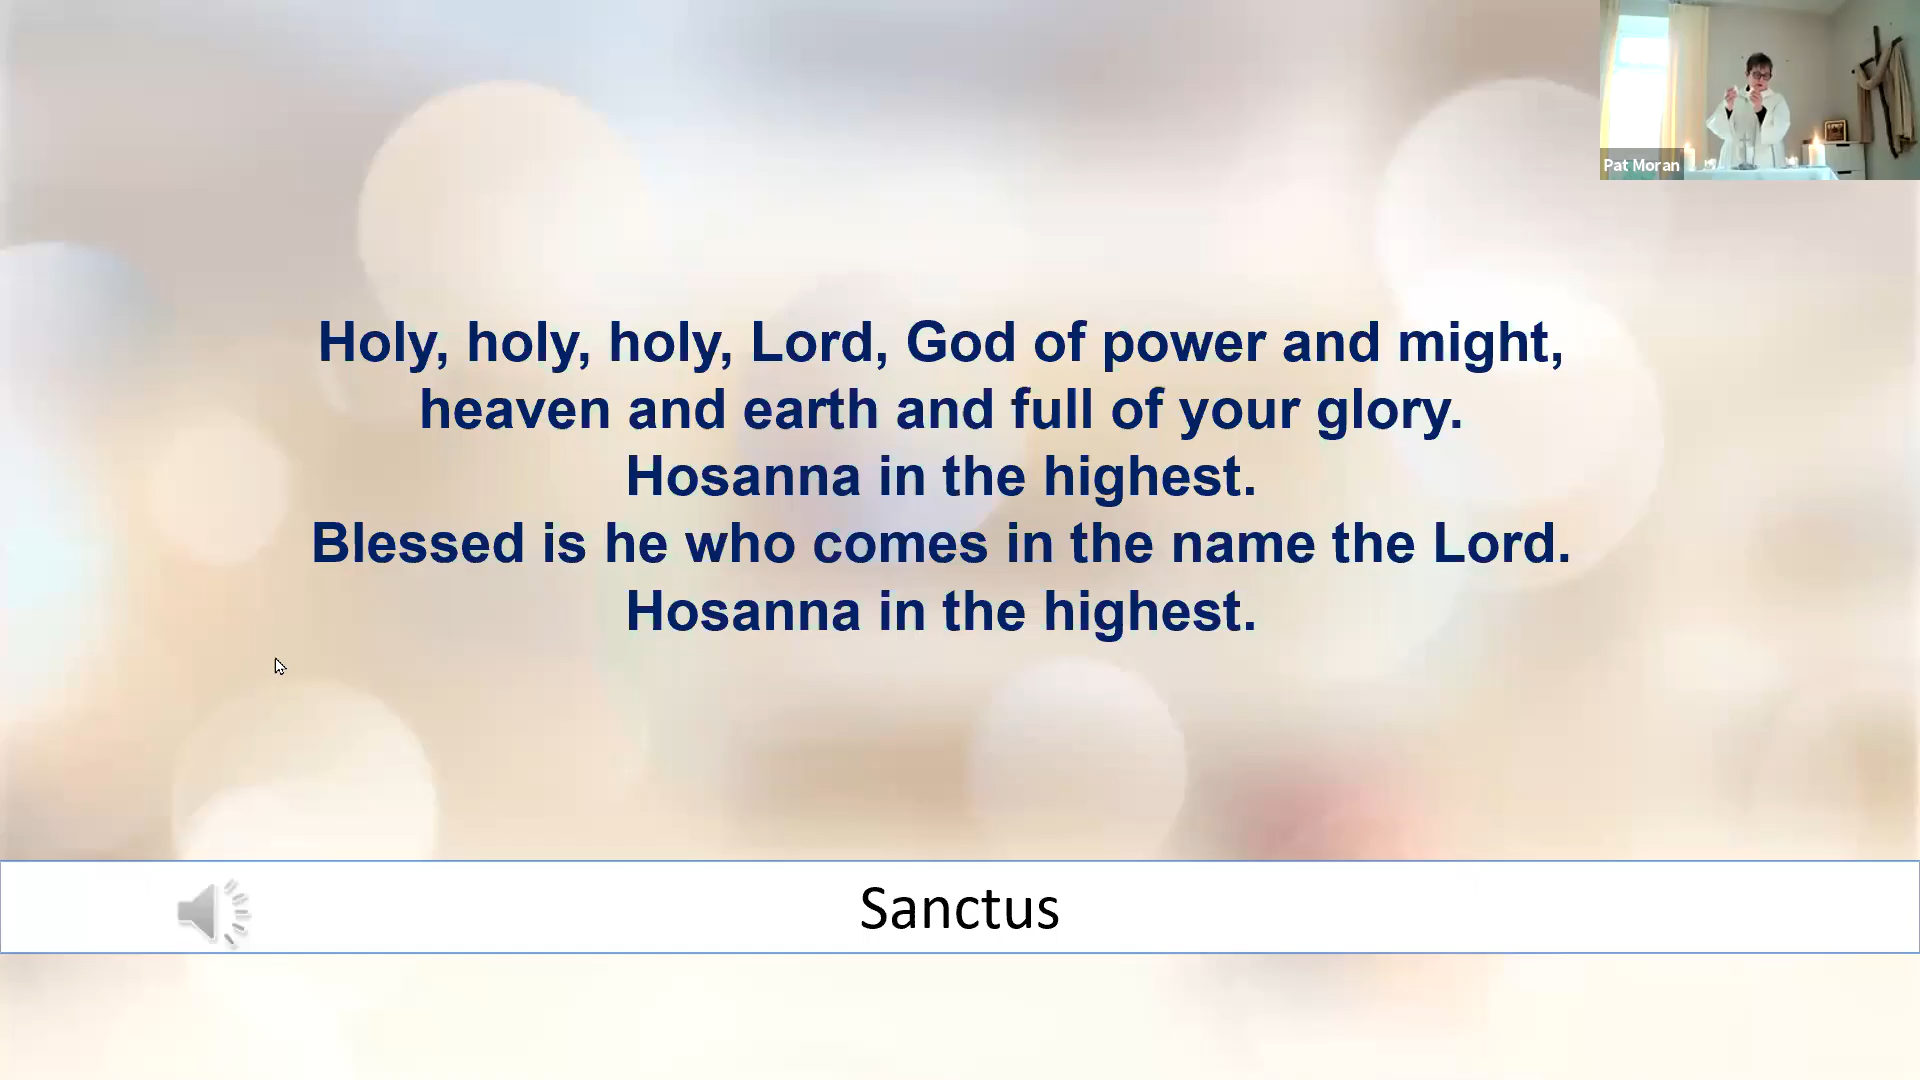 Pat Moran
Holy, holy, holy, Lord, God of power and might,
heaven and earth and full of your glory.
Hosanna in the highest.
Blessed is he who comes in the name the Lord.
Hosanna in the highest.
Sanctus